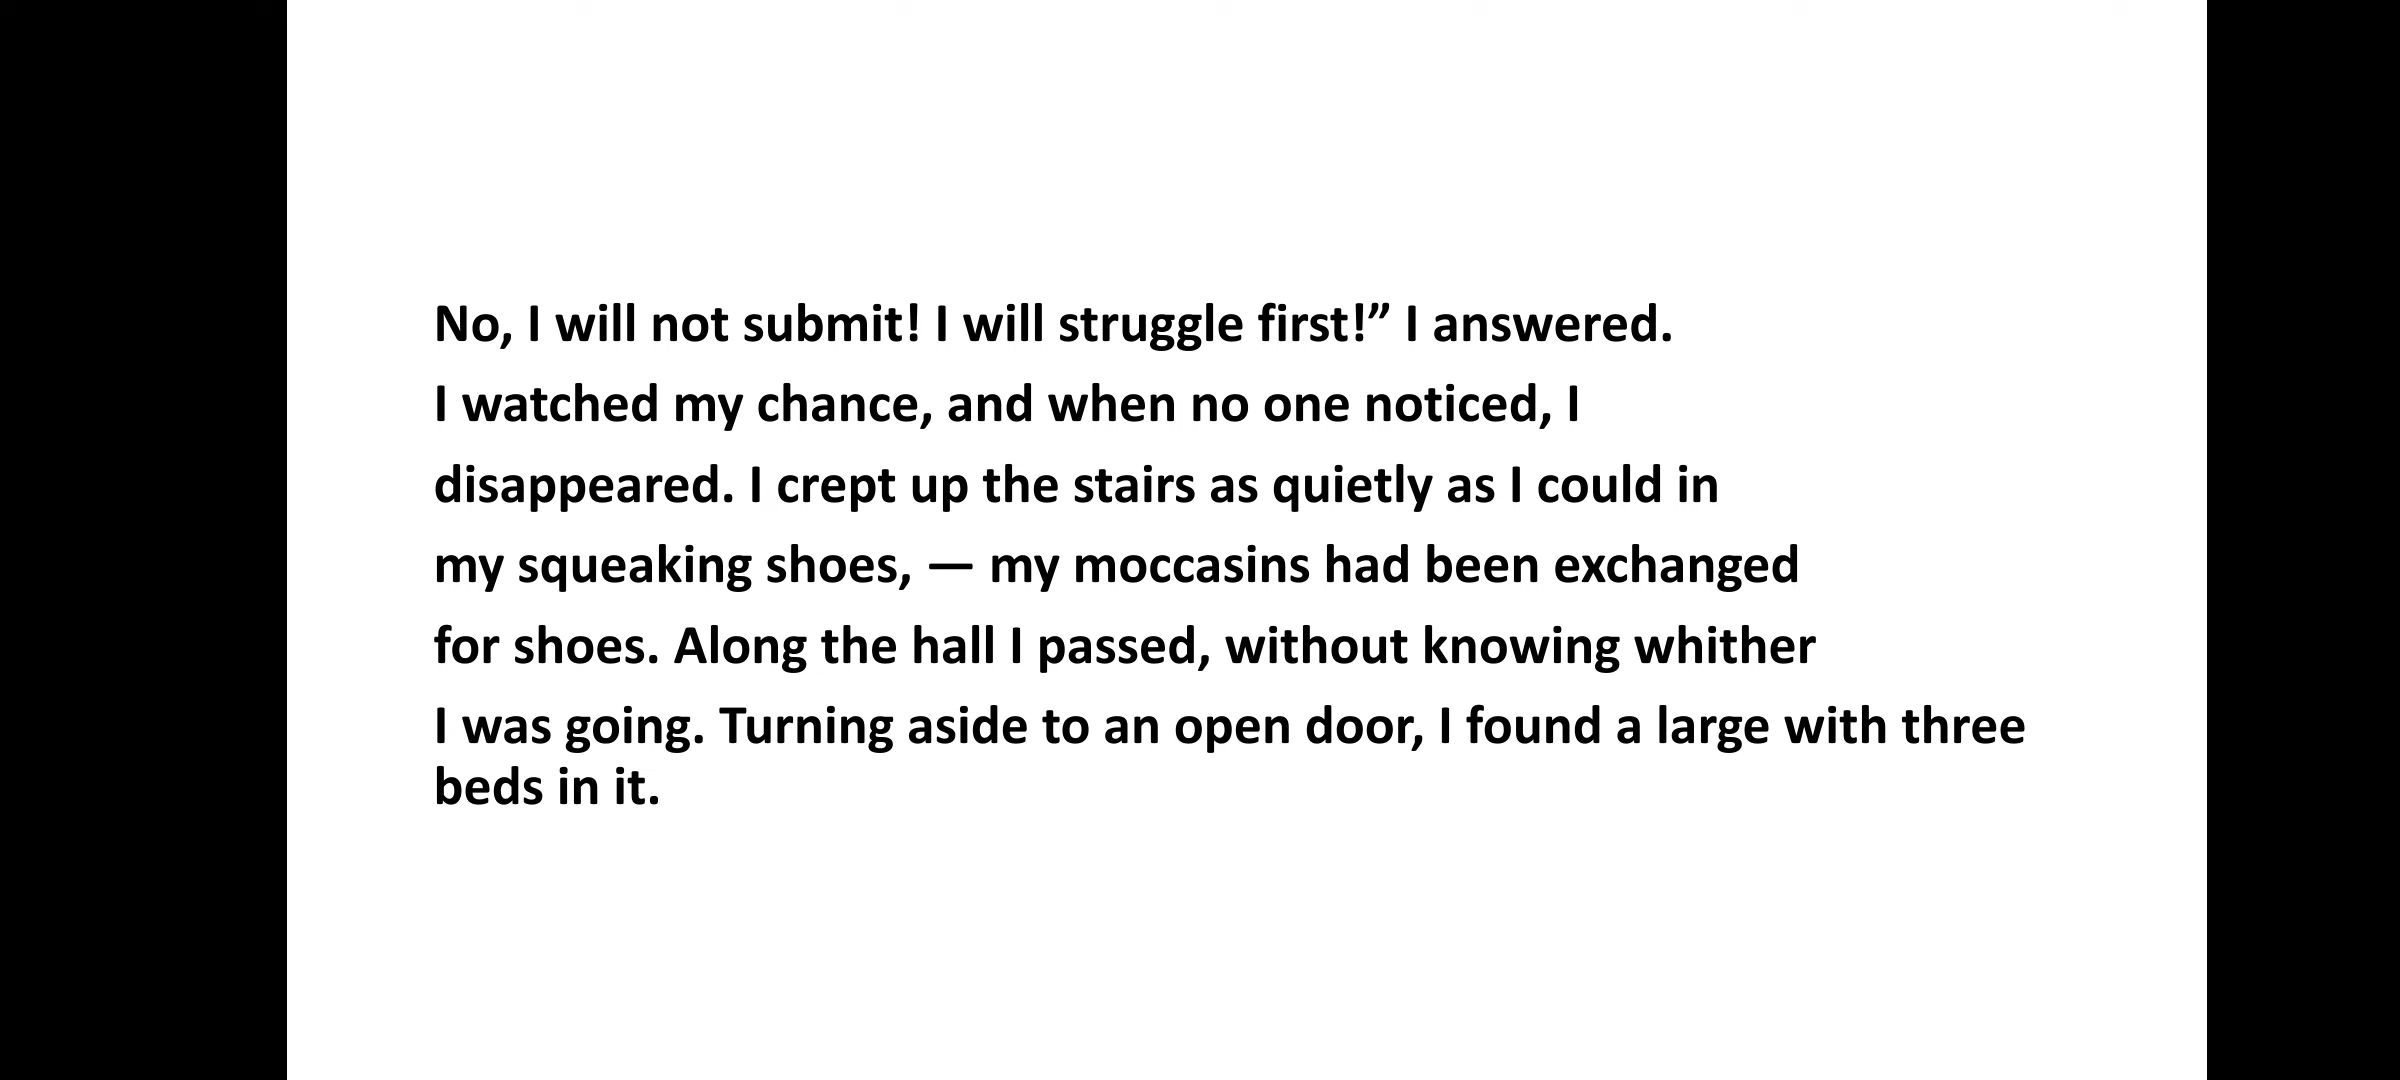 No, I will not submit! I will struggle first!” I answered.
I watched my chance, and when no one noticed, I
disappeared. I crept up the stairs as quietly as I could in
my squeaking shoes, — my moccasins had been exchanged
for shoes. Along the hall I passed, without knowing whither
I was going. Turning aside to an open door, I found a large with three
beds in it.